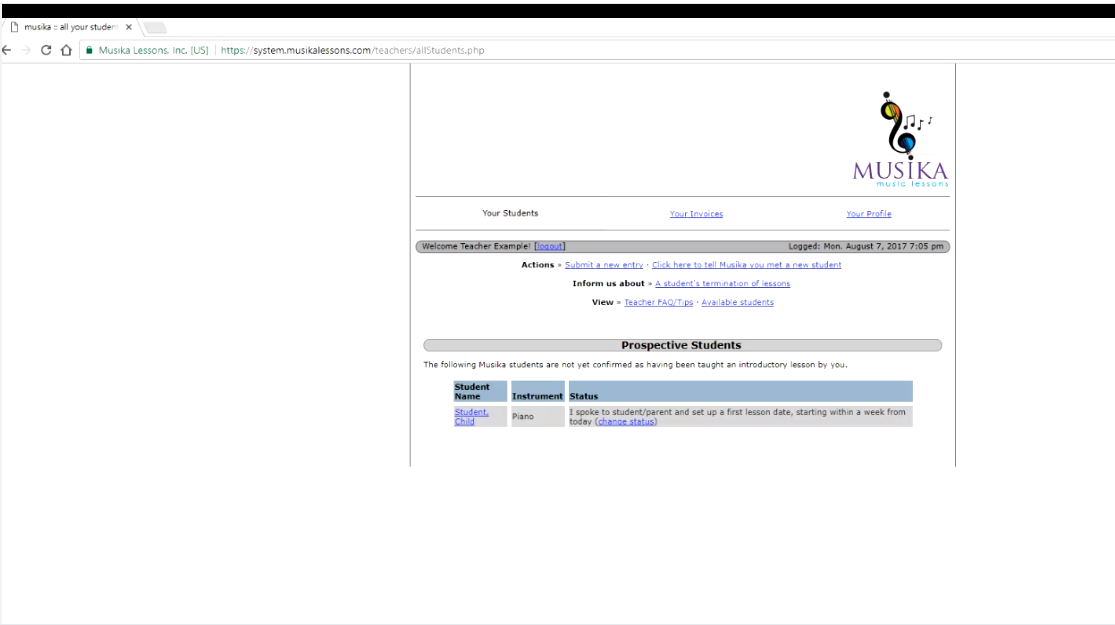 musika :: all your student
Musika Lessons, Inc. [US] | https://system.musikalessons.com/teachers/allStudents.php
MUSIKA
music lessons
Your Students Your Invoices Your Profile
Welcome Teacher Example! [logout] Logged: Mon. August 7, 2017 7:05 pm
Actions » Submit a new entry · Click here to tell Musika you met a new student
Inform us about » A student's termination of lessons
View » Teacher FAQ/Tips · Available students
Prospective Students
The following Musika students are not yet confirmed as having been taught an introductory lesson by you.
Student Name Instrument Status
Student, Child Piano I spoke to student/parent and set up a first lesson date, starting within a week from
today (change status)